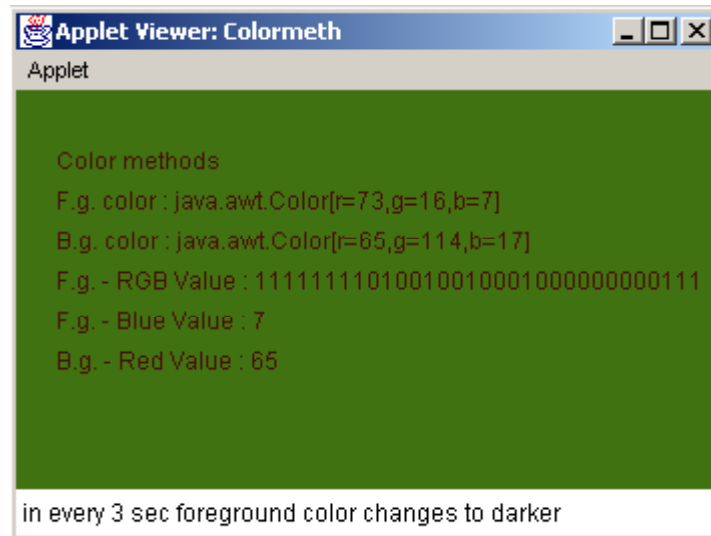 Applet Viewer: Colormeth
Applet
Color methods
F.g. color : java.awt.Color[r=73,g=16,b=7]
B.g. color : java.awt.Color[r=65,g=114,b=17]
F.g. - RGB Value : 11111111010010010001000000000111
F.g. - Blue Value : 7
B.g. - Red Value : 65
in every 3 sec foreground color changes to darker